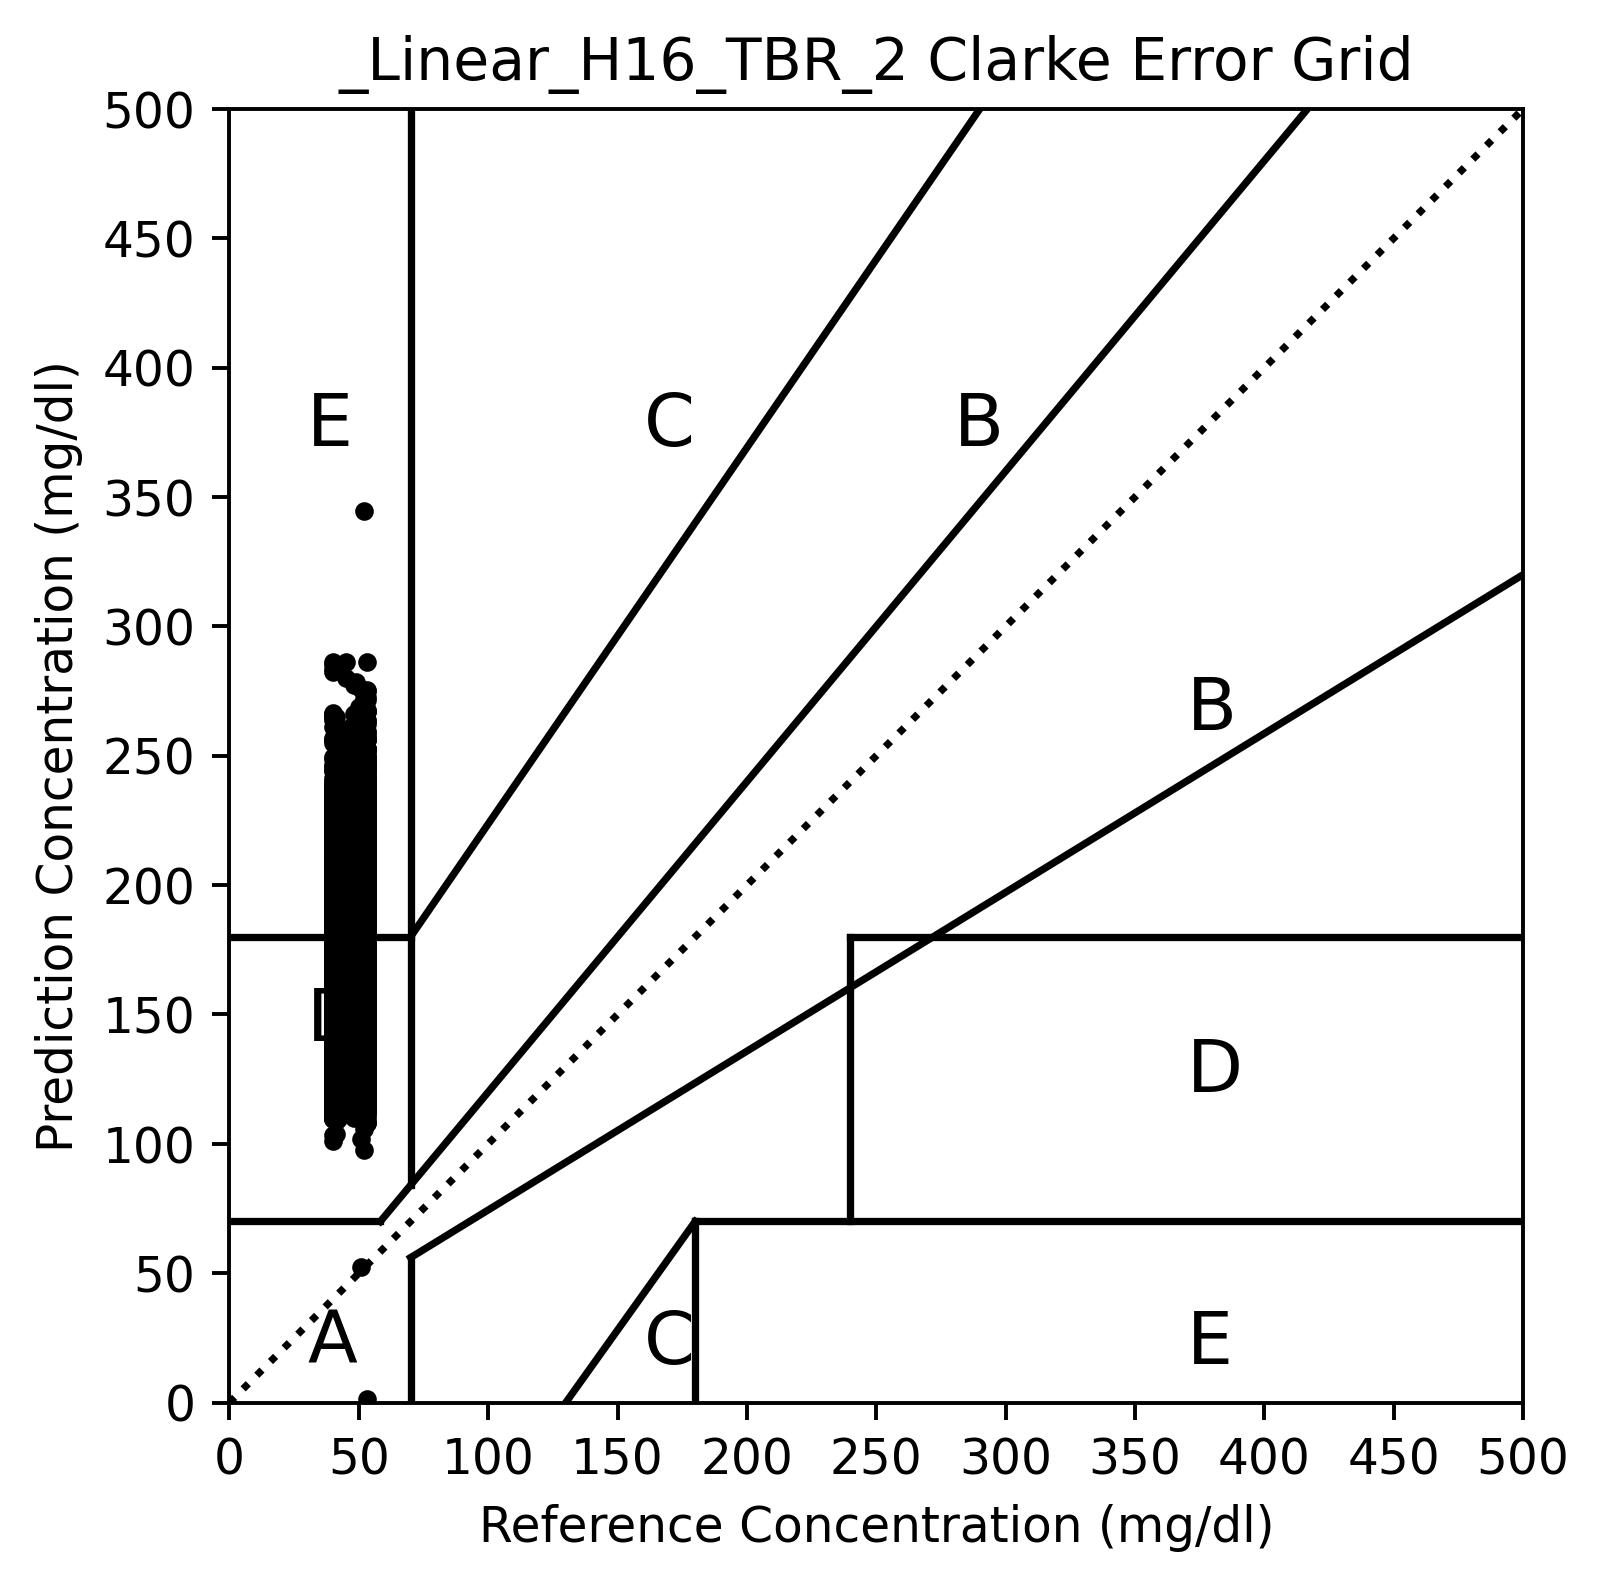 _Linear_H16_TBR_2 Clarke Error Grid
500
450
400
350
300
250
200
150
100
50
0
Prediction Concentration (mg/dl)
E
C
B
B
D
A
C
E
0 50 100 150 200 250 300 350 400 450 500
Reference Concentration (mg/dl)